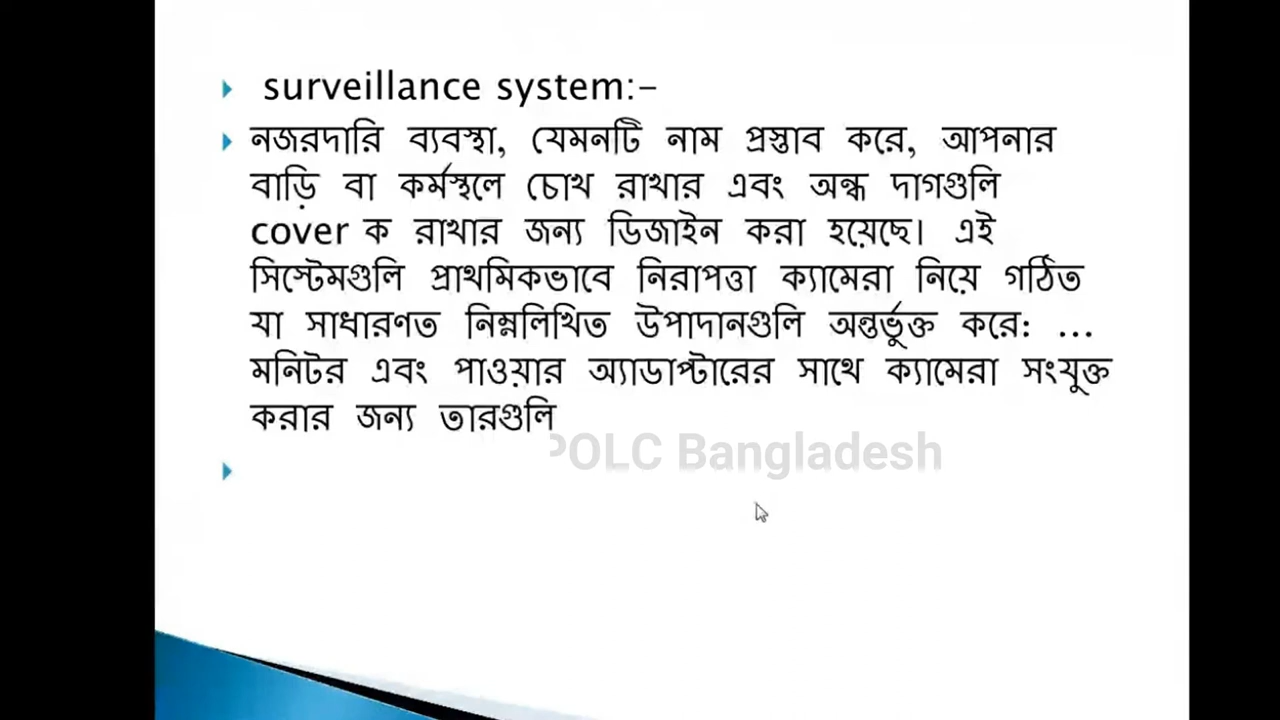 surveillance system:-
নজরদারি ব্যবস্থা, যেমনটি নাম প্রস্তাব করে, আপনার
বাড়ি বা কর্মস্থলে চোখ রাখার এবং অন্ধ দাগগুলি
cover ক রাখার জন্য ডিজাইন করা হয়েছে। এই
সিস্টেমগুলি প্রাথমিকভাবে নিরাপত্তা ক্যামেরা নিয়ে গঠিত
যা সাধারণত নিম্নলিখিত উপাদানগুলি অন্তর্ভুক্ত করে: ...
মনিটর এবং পাওয়ার অ্যাডাপ্টারের সাথে ক্যামেরা সংযুক্ত
করার জন্য তারগুলি
POLC Bangladesh